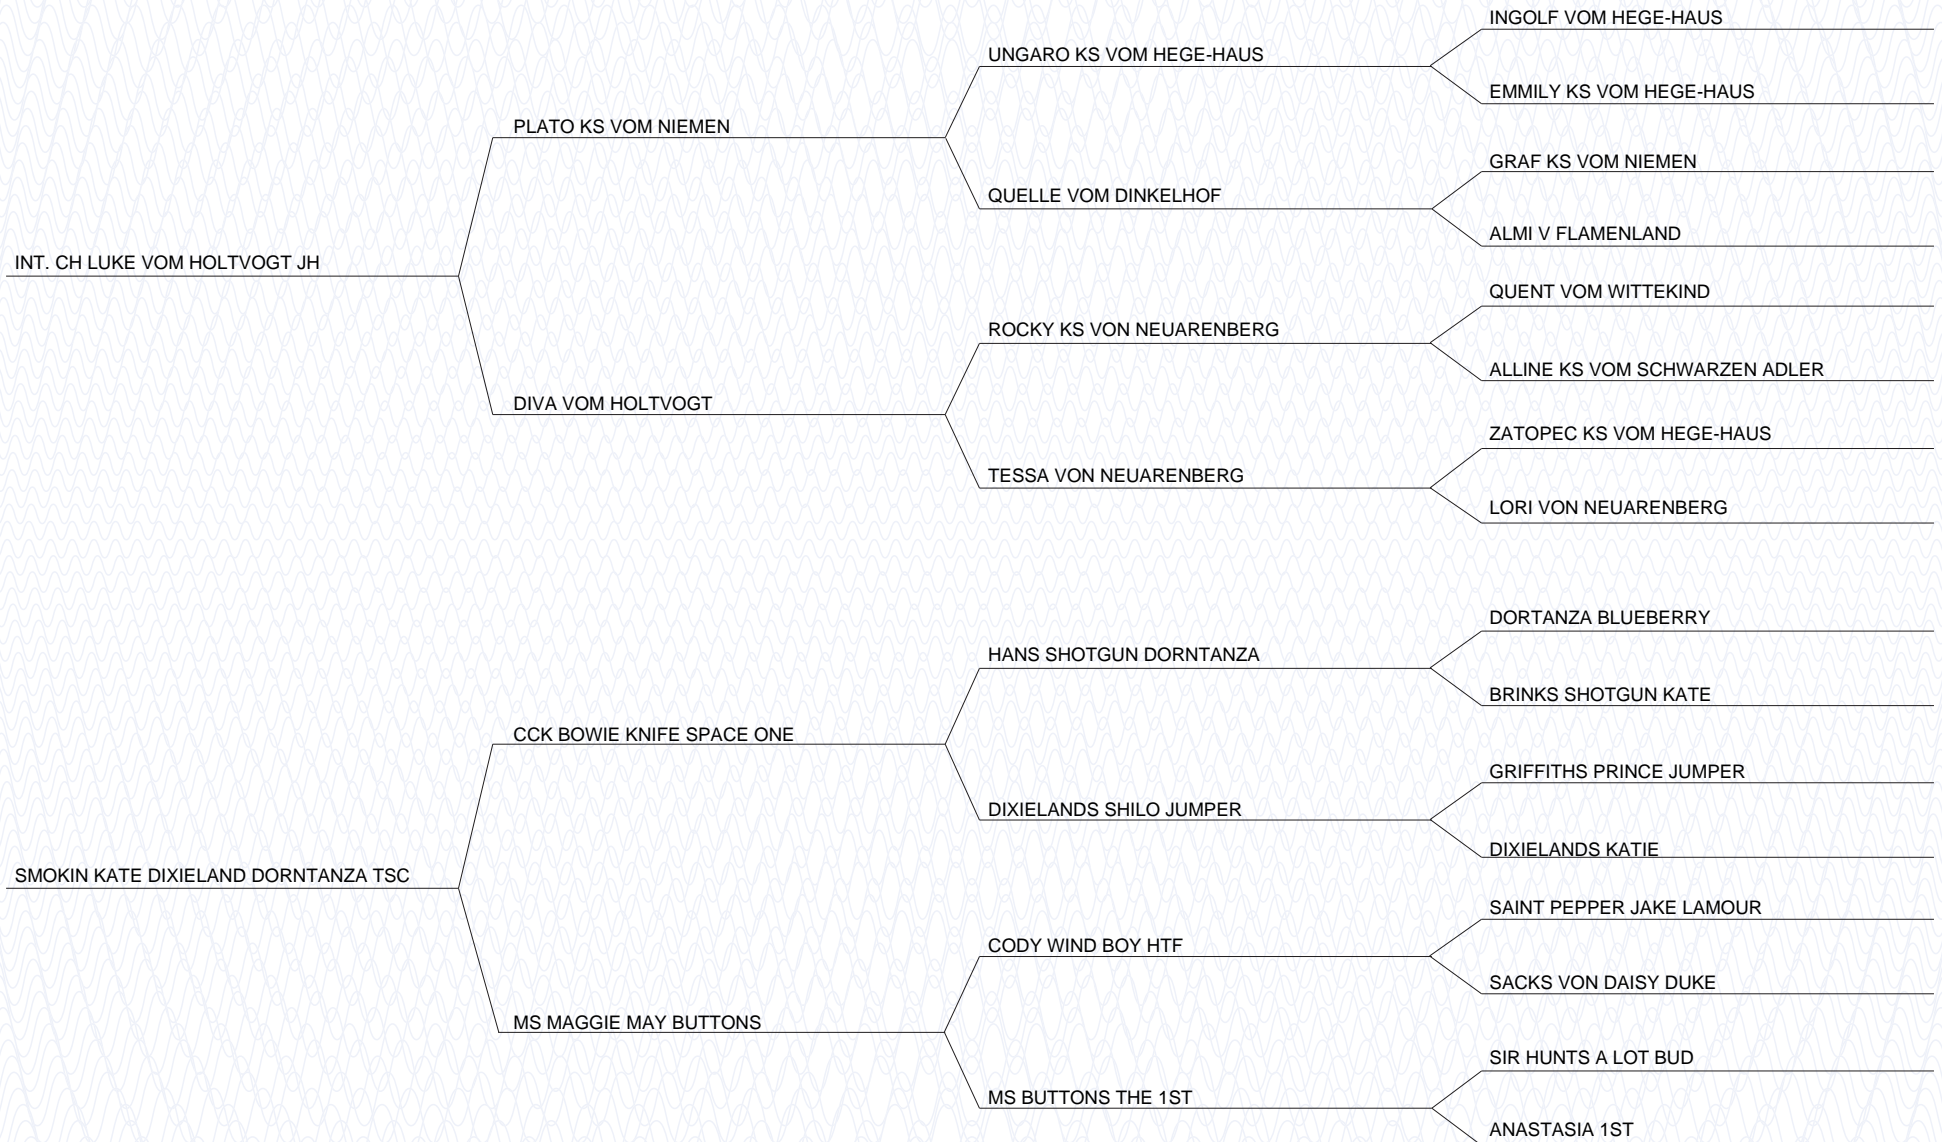 INGOLF VOM HEGE-HAUS
UNGARO KS VOM HEGE-HAUS
EMMILY KS VOM HEGE-HAUS
PLATO KS VOM NIEMEN
GRAF KS VOM NIEMEN
QUELLE VOM DINKELHOF
ALMI V FLAMENLAND
INT. CH LUKE VOM HOLTVOGT JH
QUENT VOM WITTEKIND
ROCKY KS VON NEUARENBERG
ALLINE KS VOM SCHWARZEN ADLER
DIVA VOM HOLTVOGT
ZATOPEC KS VOM HEGE-HAUS
TESSA VON NEUARENBERG
LORI VON NEUARENBERG
DORTANZA BLUEBERRY
HANS SHOTGUN DORNTANZA
BRINKS SHOTGUN KATE
CCK BOWIE KNIFE SPACE ONE
GRIFFITHS PRINCE JUMPER
DIXIELANDS SHILO JUMPER
DIXIELANDS KATIE
SMOKIN KATE DIXIELAND DORNTANZA TSC
SAINT PEPPER JAKE LAMOUR
CODY WIND BOY HTF
SACKS VON DAISY DUKE
MS MAGGIE MAY BUTTONS
SIR HUNTS A LOT BUD
MS BUTTONS THE 1ST
ANASTASIA 1ST